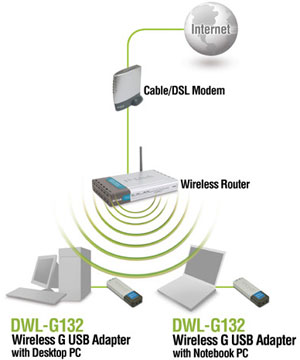 Internet
Cable/DSL Modem
Wireless Router
DWL-G132
Wireless G USB Adapter
with Desktop PC
DWL-G132
Wireless G USB Adapter
with Notebook PC